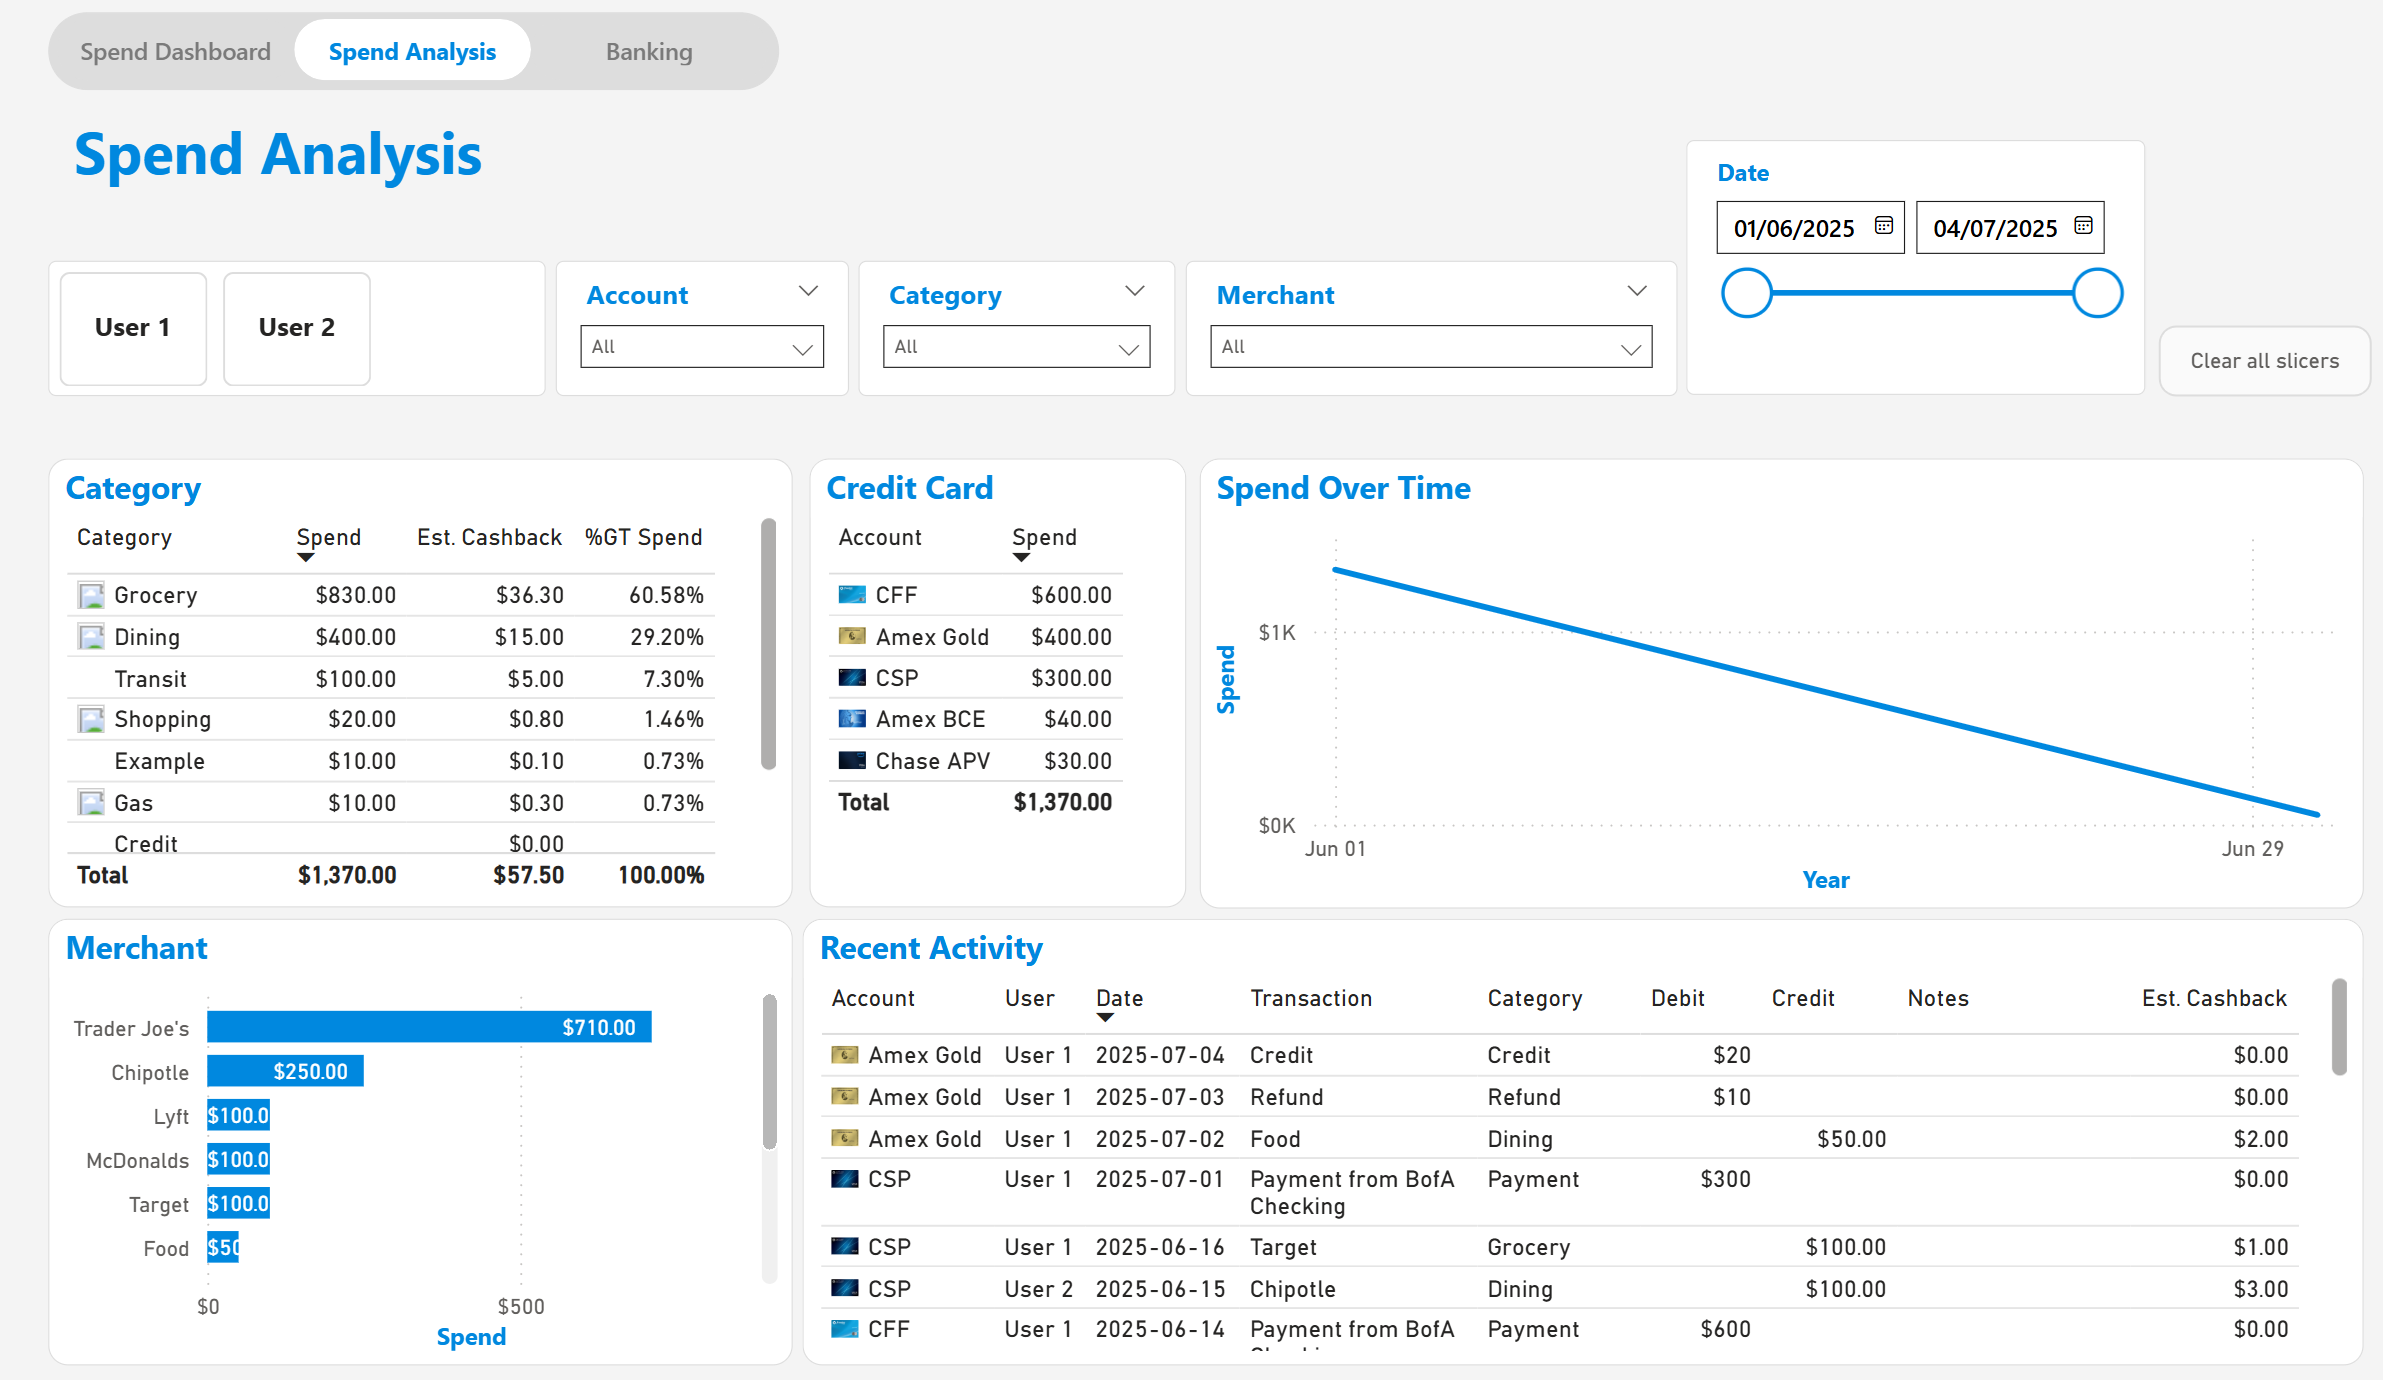 Spend Dashboard Spend Analysis Banking
Spend Analysis
Date
01/06/2025 04/07/2025
User 1 User 2
Account
All
Category
All
Merchant
All
Clear all slicers
Category
Category Spend Est. Cashback %GT Spend
Grocery $830.00 $36.30 60.58%
Dining $400.00 $15.00 29.20%
Transit $100.00 $5.00 7.30%
Shopping $20.00 $0.80 1.46%
Example $10.00 $0.10 0.73%
Gas $10.00 $0.30 0.73%
Credit $0.00
Total $1,370.00 $57.50 100.00%
Credit Card
Account Spend
CFF $600.00
Amex Gold $400.00
CSP $300.00
Amex BCE $40.00
Chase APV $30.00
Total $1,370.00
Spend Over Time
Spend
$1K
$0K
Jun 01 Jun 29
Year
Merchant
Trader Joe's $710.00
Chipotle $250.00
Lyft $100.0
McDonalds $100.0
Target $100.0
Food $50
$0 $500
Spend
Recent Activity
Account User Date Transaction Category Debit Credit Notes Est. Cashback
Amex Gold User 1 2025-07-04 Credit Credit $20 $0.00
Amex Gold User 1 2025-07-03 Refund Refund $10 $0.00
Amex Gold User 1 2025-07-02 Food Dining $50.00 $2.00
CSP User 1 2025-07-01 Payment from BofA Payment $300 $0.00
Checking
CSP User 1 2025-06-16 Target Grocery $100.00 $1.00
CSP User 2 2025-06-15 Chipotle Dining $100.00 $3.00
CFF User 1 2025-06-14 Payment from BofA Payment $600 $0.00